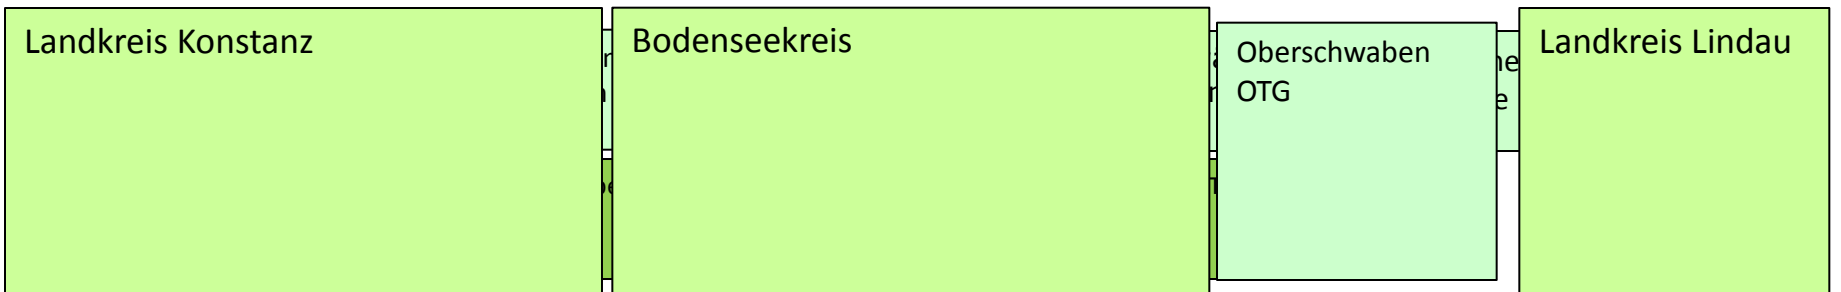 Landkreis Konstanz
Bodenseekreis
Oberschwaben
OTG
Landkreis Lindau